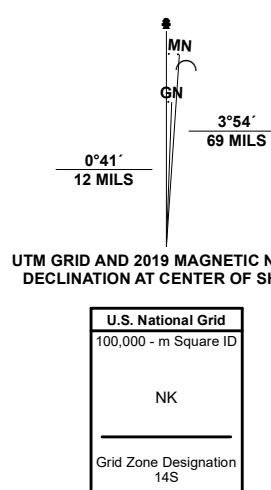 MN
GN
3°54´
69 MILS
0°41´
12 MILS
UTM GRID AND 2019 MAGNETIC
DECLINATION AT CENTER OF
U.S. National Grid
100,000 - m Square ID
NK
Grid Zone Designation
14S